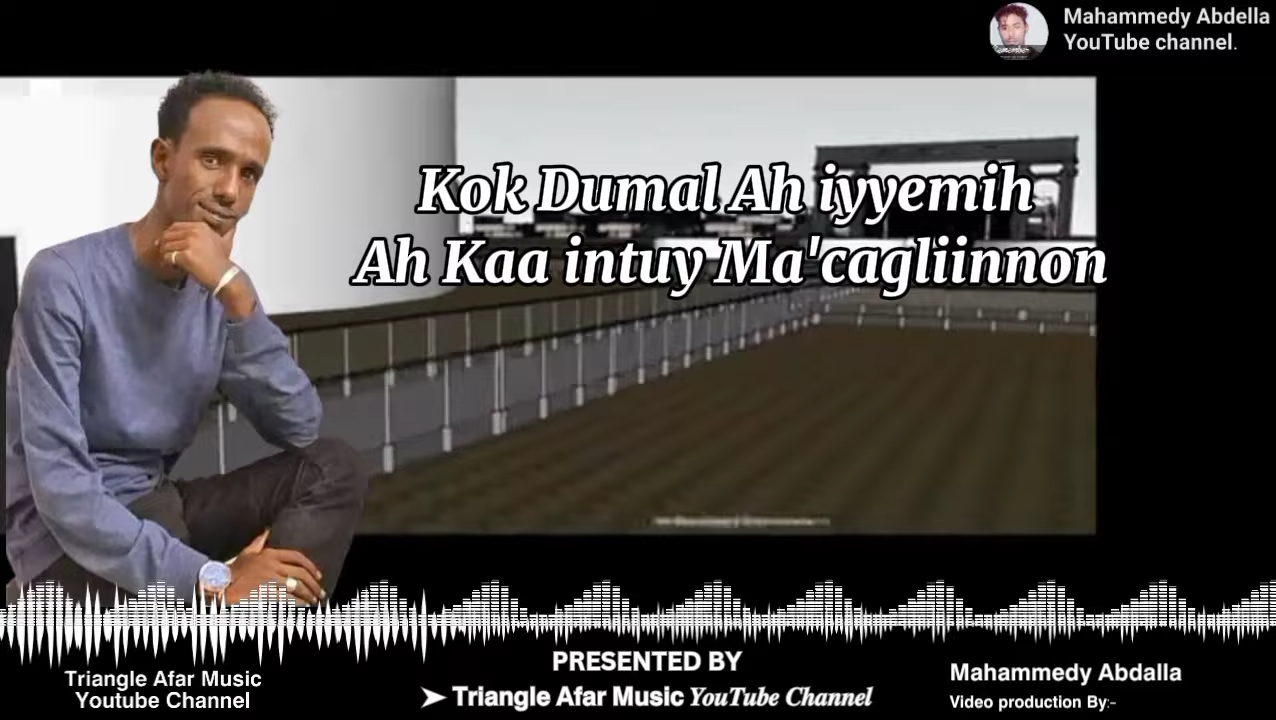 Mahammedy Abdella
YouTube channel.
Kok Dumal Ah iyyemih
Ah Kaa intuy Ma'cagliinnon
PRESENTED BY
➤ Triangle Afar Music YouTube Channel
Triangle Afar Music
Youtube Channel
Mahammedy Abdalla
Video production By:-